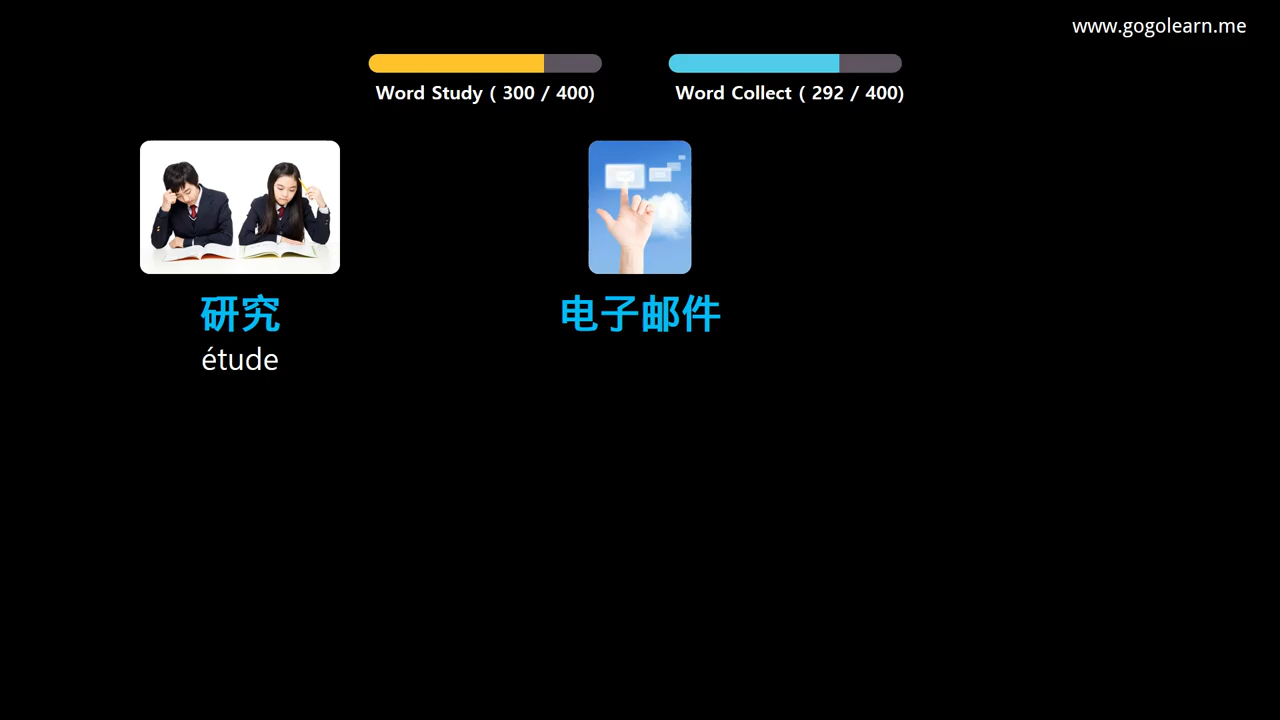 www.gogolearn.me
Word Study ( 300 / 400)
Word Collect ( 292 / 400)
研究
étude
电子邮件